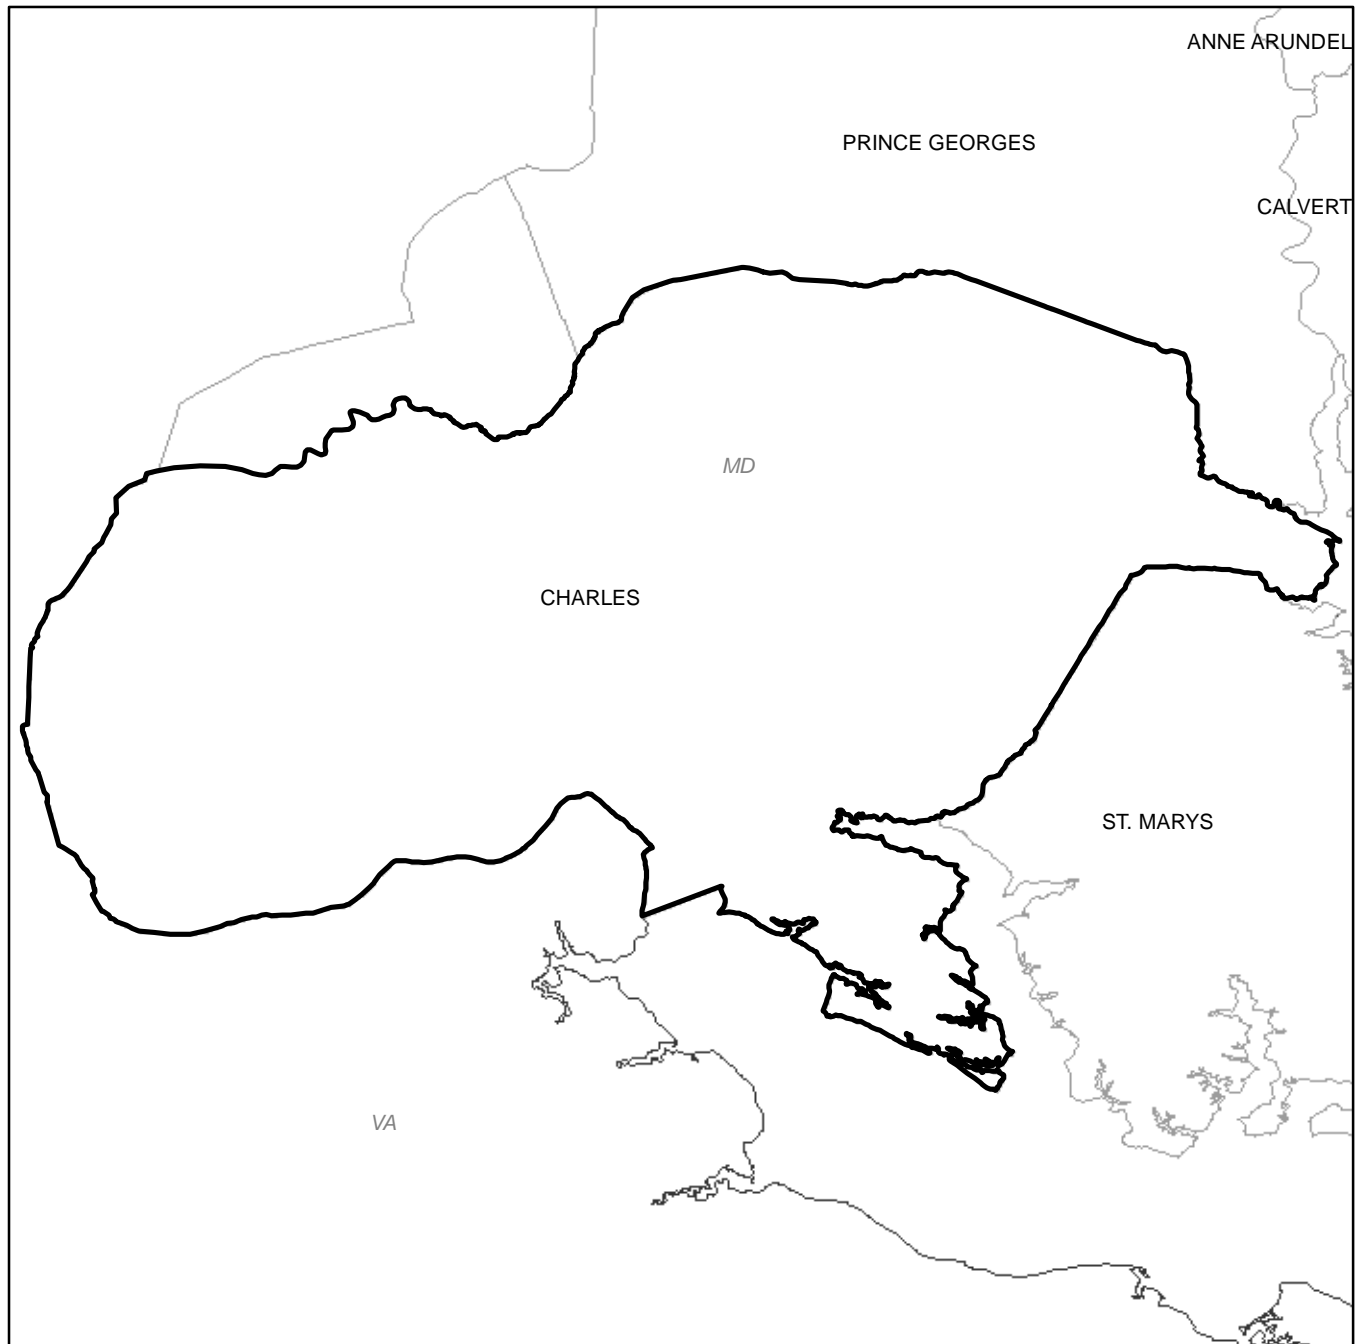 ANNE ARUNDEL
PRINCE GEORGES
CALVERT
MD
CHARLES
ST. MARYS
VA